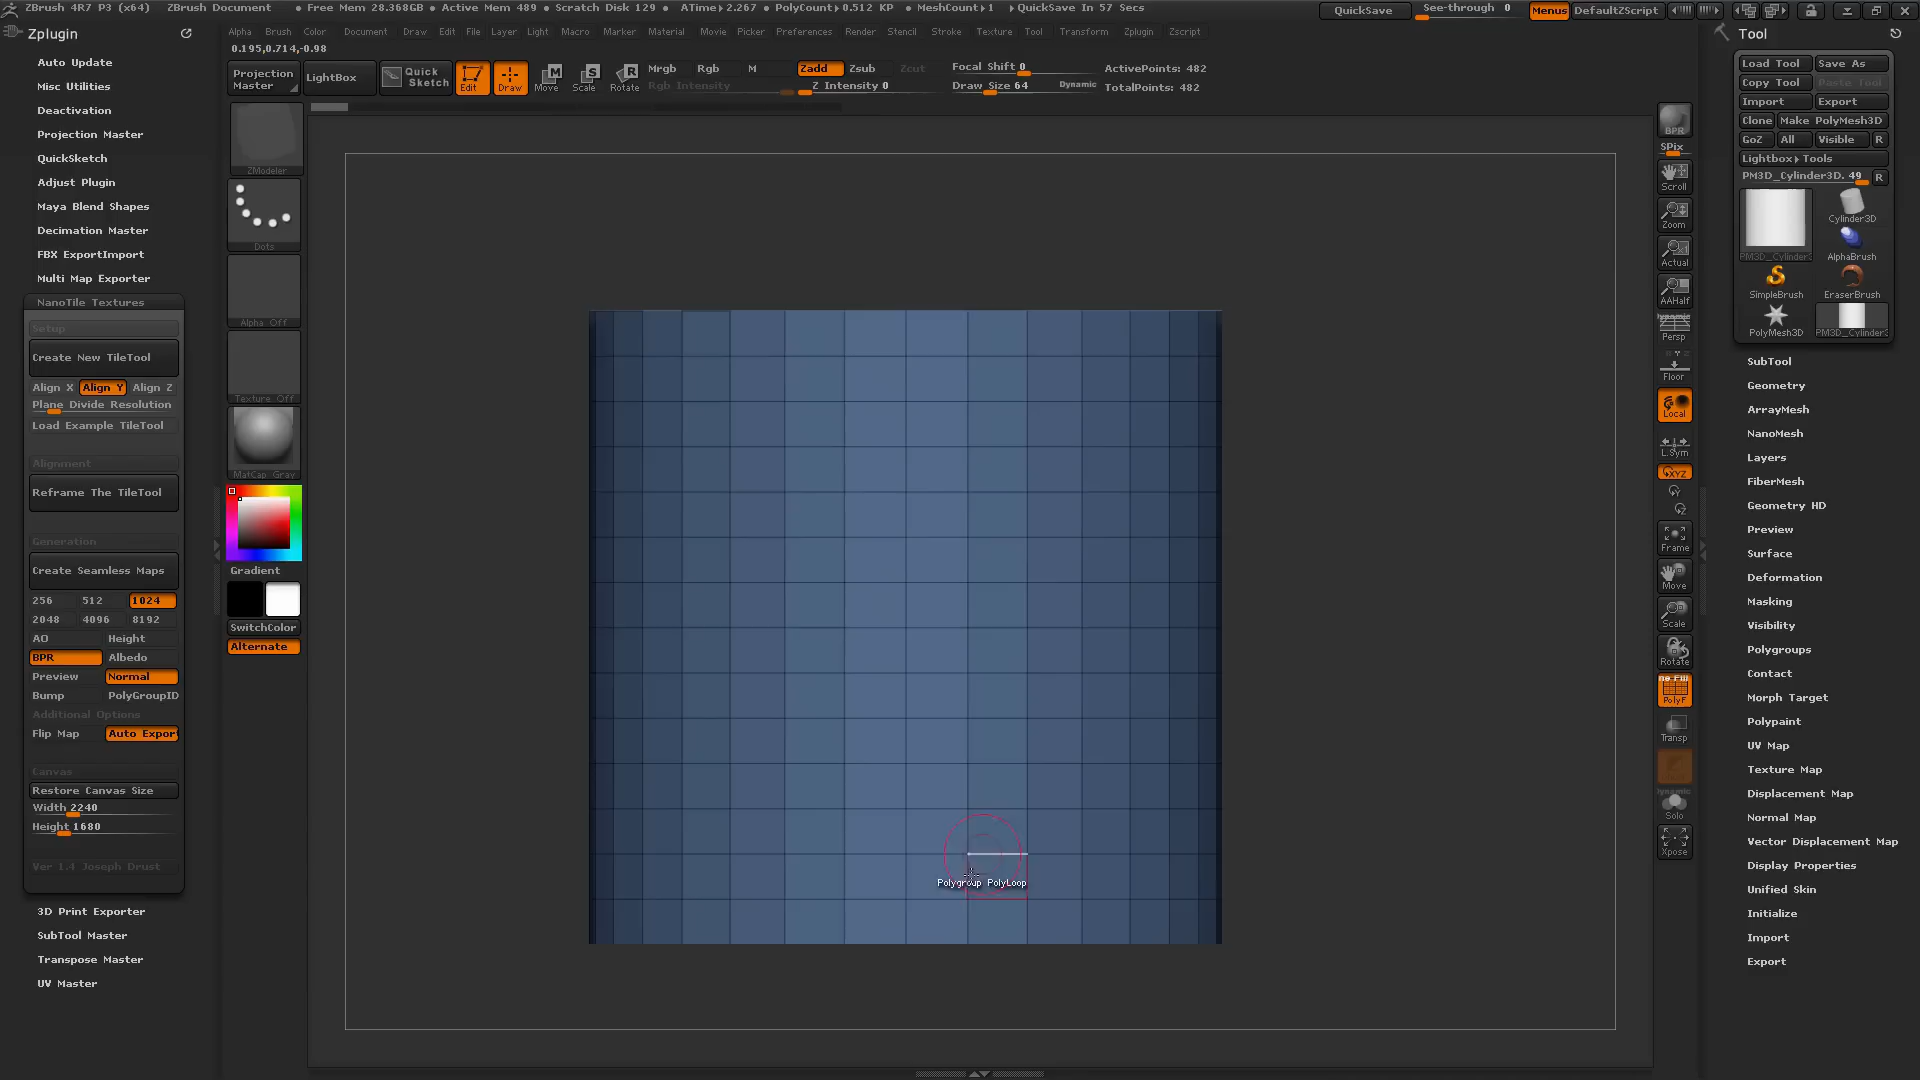 ZBrush 4R7 P3 (x64) ZBrush Document • Free Mem 28.368GB • Active Mem 489 • Scratch Disk 129 • ATime▸2.267 • PolyCount▸0.512 KP • MeshCount▸1 ▸QuickSave In 57 Secs QuickSave See-through 0 Menus DefaultZScript
Zplugin
Alpha Brush Color Document Draw Edit File Layer Light Macro Marker Material Movie Picker Preferences Render Stencil Stroke Texture Tool Transform Zplugin Zscript
Tool
0.195,0.714,-0.98
Auto Update
Misc Utilities
Deactivation
Projection Master
QuickSketch
Adjust Plugin
Maya Blend Shapes
Decimation Master
FBX ExportImport
Multi Map Exporter
NanoTile Textures
Setup
Create New TileTool
Align X Align Y Align Z
Plane Divide Resolution
Load Example TileTool
Alignment
Reframe The TileTool
Generation
Create Seamless Maps
256 512 1024
2048 4096 8192
AO Height
BPR Albedo
Preview Normal
Bump PolyGroupID
Additional Options
Flip Map Auto Expor
Canvas
Restore Canvas Size
Width 2240
Height 1680
Ver 1.4 Joseph Drust
3D Print Exporter
SubTool Master
Transpose Master
UV Master
Projection Master
LightBox
Quick Sketch
Edit
Draw
Move
Scale
Rotate
Mrgb Rgb M Zadd Zsub Zcut
Rgb Intensity Z Intensity 0
Focal Shift 0
Draw Size 64 Dynamic
ActivePoints: 482
TotalPoints: 482
ZModeler
Dots
Alpha Off
Texture Off
MatCap Gray
Gradient
SwitchColor
Alternate
Polygroup PolyLoop
BPR
SPix
Scroll
Zoom
Actual
AAHalf
Dynamic
Persp
Floor
Local
L.Sym
XYZ
Frame
Move
Scale
Rotate
PolyF
Transp
Dynamic
Solo
Xpose
Load Tool Save As
Copy Tool Paste Tool
Import Export
Clone Make PolyMesh3D
GoZ All Visible R
Lightbox▸Tools
PM3D_Cylinder3D. 49 R
Cylinder3D
PM3D_Cylinder3
AlphaBrush
SimpleBrush EraserBrush
PolyMesh3D PM3D_Cylinder3
SubTool
Geometry
ArrayMesh
NanoMesh
Layers
FiberMesh
Geometry HD
Preview
Surface
Deformation
Masking
Visibility
Polygroups
Contact
Morph Target
Polypaint
UV Map
Texture Map
Displacement Map
Normal Map
Vector Displacement Map
Display Properties
Unified Skin
Initialize
Import
Export